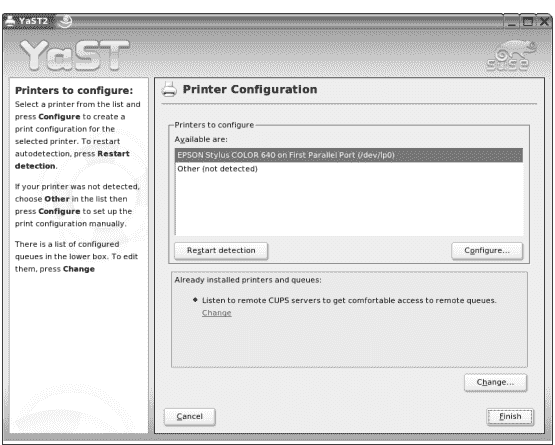 YaST2
YaST
SUSE
Printers to configure:
Select a printer from the list and
press Configure to create a
print configuration for the
selected printer. To restart
autodetection, press Restart
detection.
If your printer was not detected,
choose Other in the list then
press Configure to set up the
print configuration manually.
There is a list of configured
queues in the lower box. To edit
them, press Change
Printer Configuration
Printers to configure
Available are:
EPSON Stylus COLOR 640 on First Parallel Port (/dev/lp0)
Other (not detected)
Restart detection
Configure...
Already installed printers and queues:
Listen to remote CUPS servers to get comfortable access to remote queues.
Change
Change...
Cancel
Finish